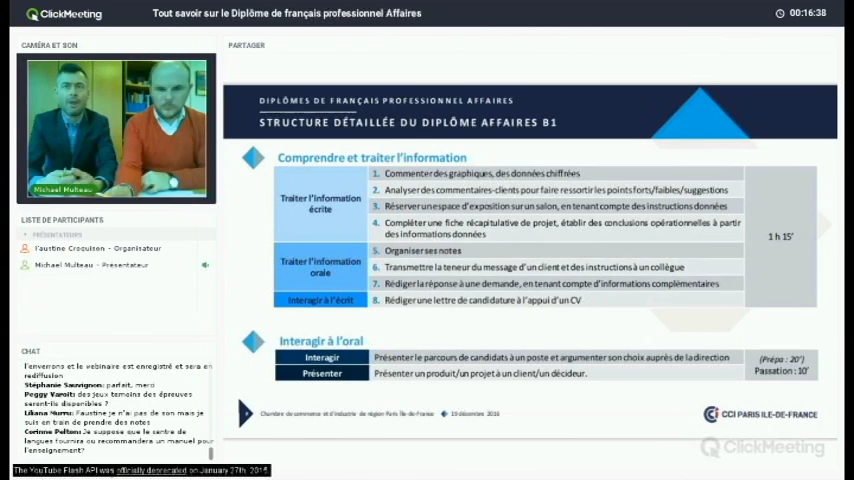 ClickMeeting
Tout savoir sur le Diplôme de français professionnel Affaires
00:16:38
CAMÉRA ET SON
Michael Multeau
LISTE DE PARTICIPANTS
PRÉSENTATEURS
Faustine Croquison - Organisateur
Michael Multeau - Présentateur
CHAT
l'enverrons et le webinaire est enregistré et sera en
rediffusion
Stéphanie Sauvignon: parfait, merci
Peggy Varoit: des jeux temoins des épreuves
seront-ils disponibles ?
Liliana Nurru: Faustine je n'ai pas de son mais je
suis en train de prendre des notes
Corinne Pelton: Je suppose que le centre de
langues fournira ou recommandera un manuel pour
l'enseignement?
PARTAGER
DIPLÔMES DE FRANÇAIS PROFESSIONNEL AFFAIRES
STRUCTURE DÉTAILLÉE DU DIPLÔME AFFAIRES B1
Comprendre et traiter l'information
Traiter l'information
écrite
1. Commenter des graphiques, des données chiffrées
2. Analyser des commentaires-clients pour faire ressortir les points forts/faibles/suggestions
3. Réserver un espace d'exposition sur un salon, en tenant compte des instructions données
4. Compléter une fiche récapitulative de projet, établir des conclusions opérationnelles à partir
des informations données
Traiter l'information
orale
5. Organiser ses notes
6. Transmettre la teneur du message d'un client et des instructions à un collègue
7. Rédiger la réponse à une demande, en tenant compte d'informations complémentaires
Interagir à l'écrit
8. Rédiger une lettre de candidature à l'appui d'un CV
1 h 15'
Interagir à l'oral
Interagir
Présenter le parcours de candidats à un poste et argumenter son choix auprès de la direction
Présenter
Présenter un produit/un projet à un client/un décideur.
(Prépa : 20')
Passation : 10'
Chambre de commerce et d'industrie de région Paris Île-de-France
19 décembre 2016
CCI PARIS ILE-DE-FRANCE
ClickMeeting
The YouTube Flash API was officially deprecated on January 27th, 2015.